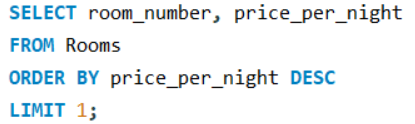 SELECT room_number, price_per_night
FROM Rooms
ORDER BY price_per_night DESC
LIMIT 1;